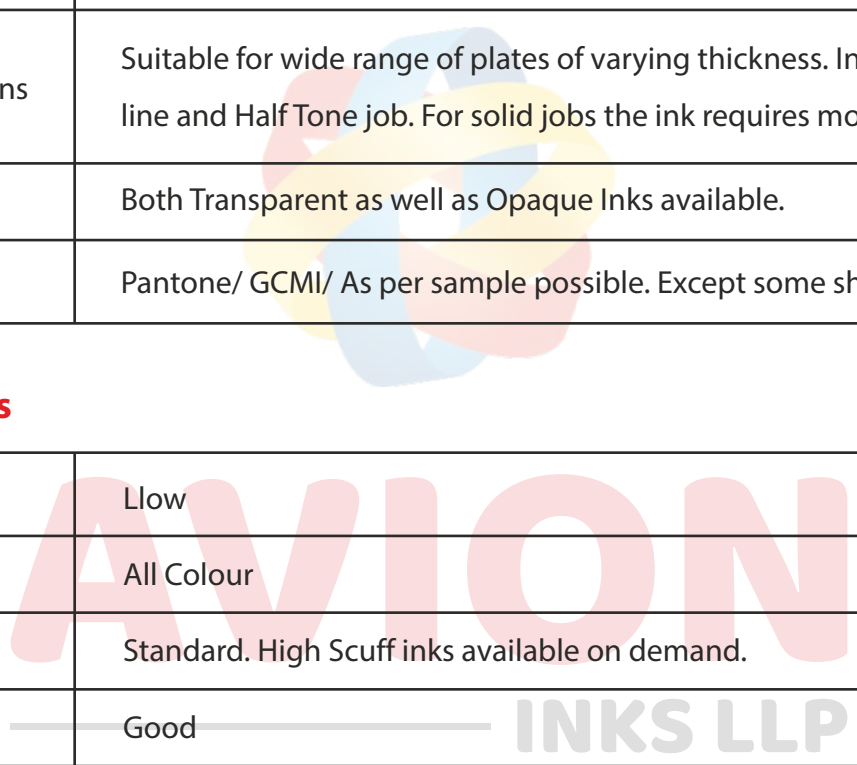 Suitable for wide range of plates of varying thickness. In
ns
line and Half Tone job. For solid jobs the ink requires mo
Both Transparent as well as Opaque Inks available.
Pantone/ GCMI/ As per sample possible. Except some sh
s
Llow
All Colour
Standard. High Scuff inks available on demand.
Good
AVION
INKS LLP